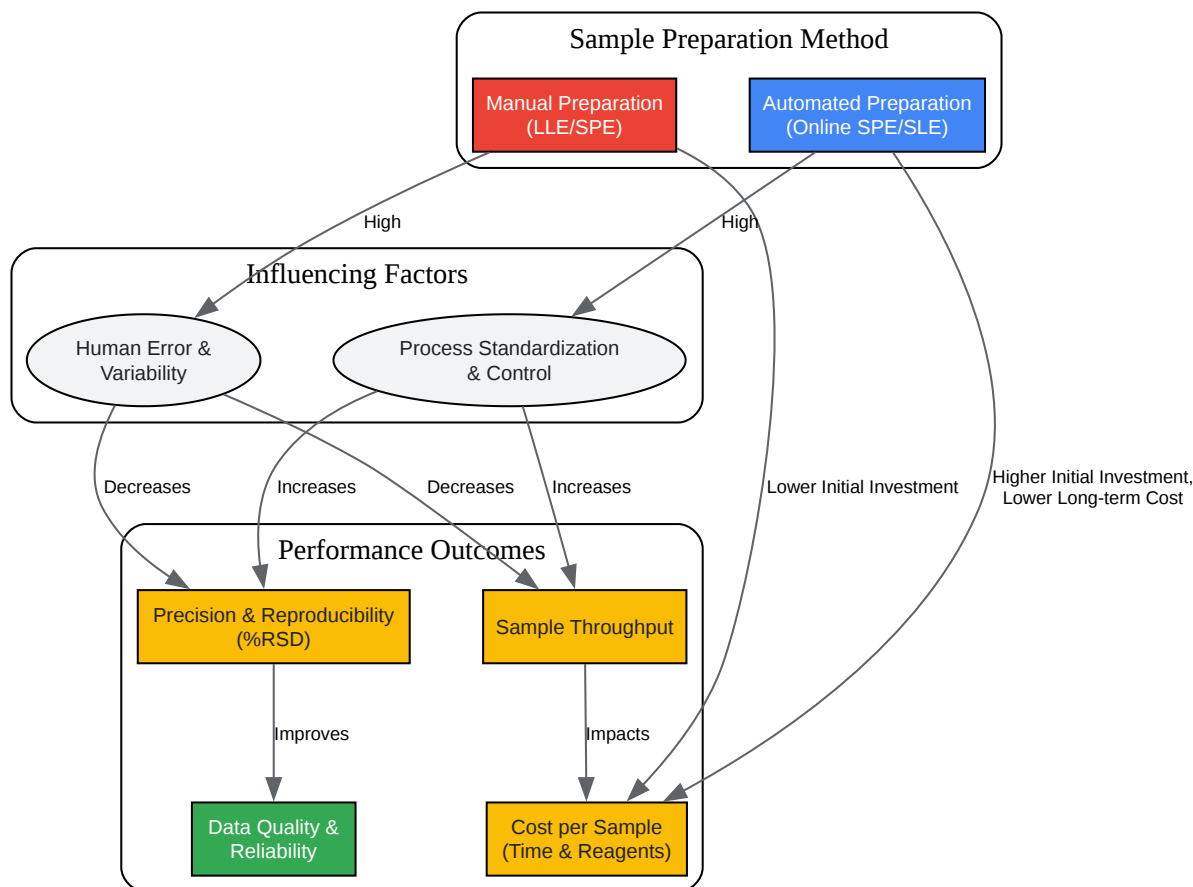 Sample Preparation Method
Manual Preparation
(LLE/SPE)
Automated Preparation
(Online SPE/SLE)
High
High
Influencing Factors
Human Error &
Variability
Process Standardization
& Control
Decreases
Increases
Decreases
Increases
Lower Initial Investment
Higher Initial Investment,
Lower Long-term Cost
Performance Outcomes
Precision & Reproducibility
(%RSD)
Sample Throughput
Improves
Impacts
Data Quality &
Reliability
Cost per Sample
(Time & Reagents)